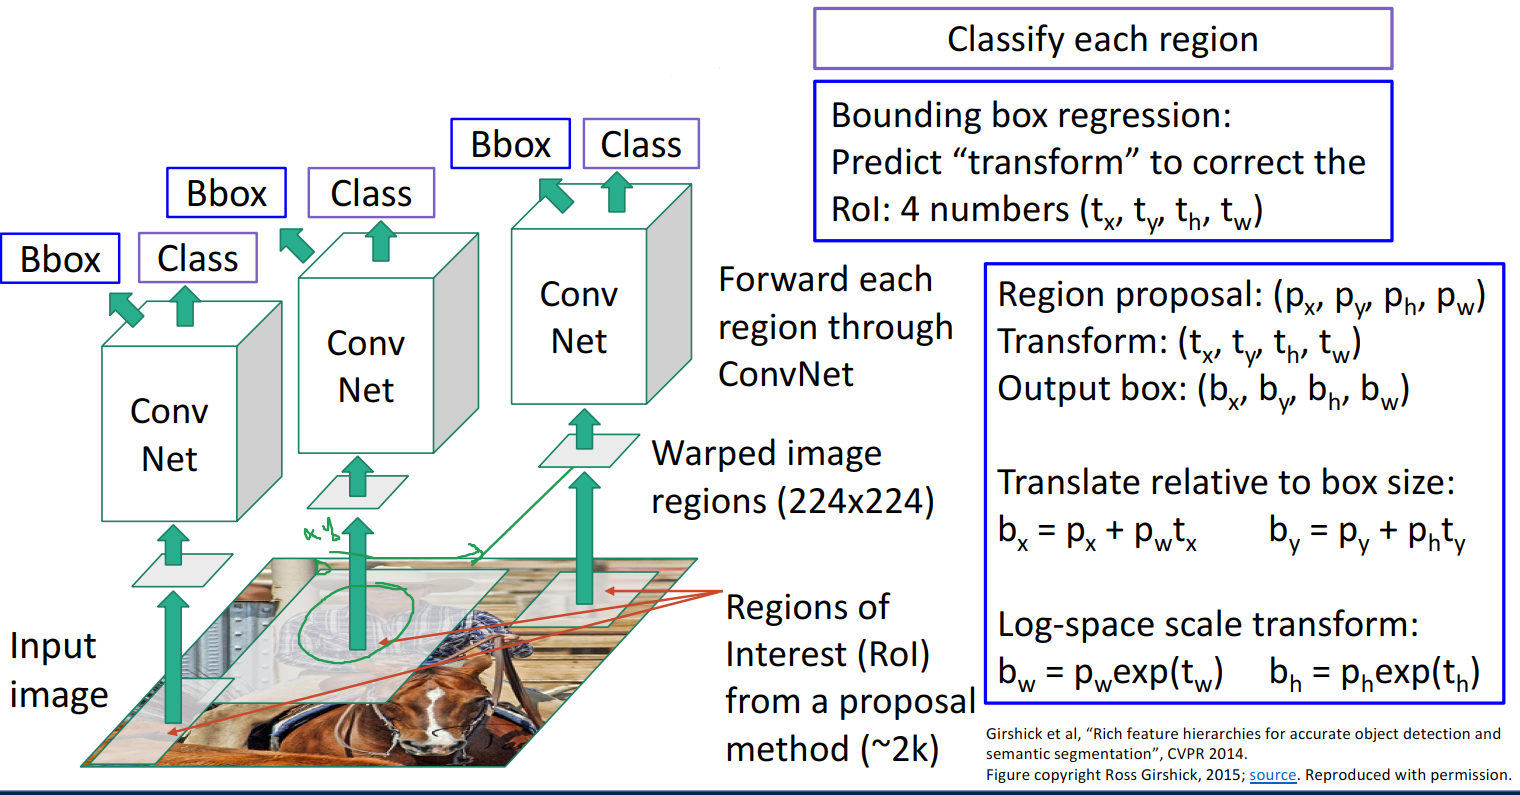 Classify each region
Bounding box regression:
Predict “transform” to correct the
RoI: 4 numbers (tx, ty, th, tw)
Bbox
Class
Bbox
Class
Bbox
Class
Conv
Net
Conv
Net
Conv
Net
Forward each
region through
ConvNet
Warped image
regions (224x224)
Regions of
Interest (RoI)
from a proposal
method (~2k)
Input
image
Region proposal: (px, py, ph, pw)
Transform: (tx, ty, th, tw)
Output box: (bx, by, bh, bw)
Translate relative to box size:
bx = px + pwtx by = py + phty
Log-space scale transform:
bw = pwexp(tw) bh = phexp(th)
Girshick et al, “Rich feature hierarchies for accurate object detection and
semantic segmentation”, CVPR 2014.
Figure copyright Ross Girshick, 2015; source. Reproduced with permission.